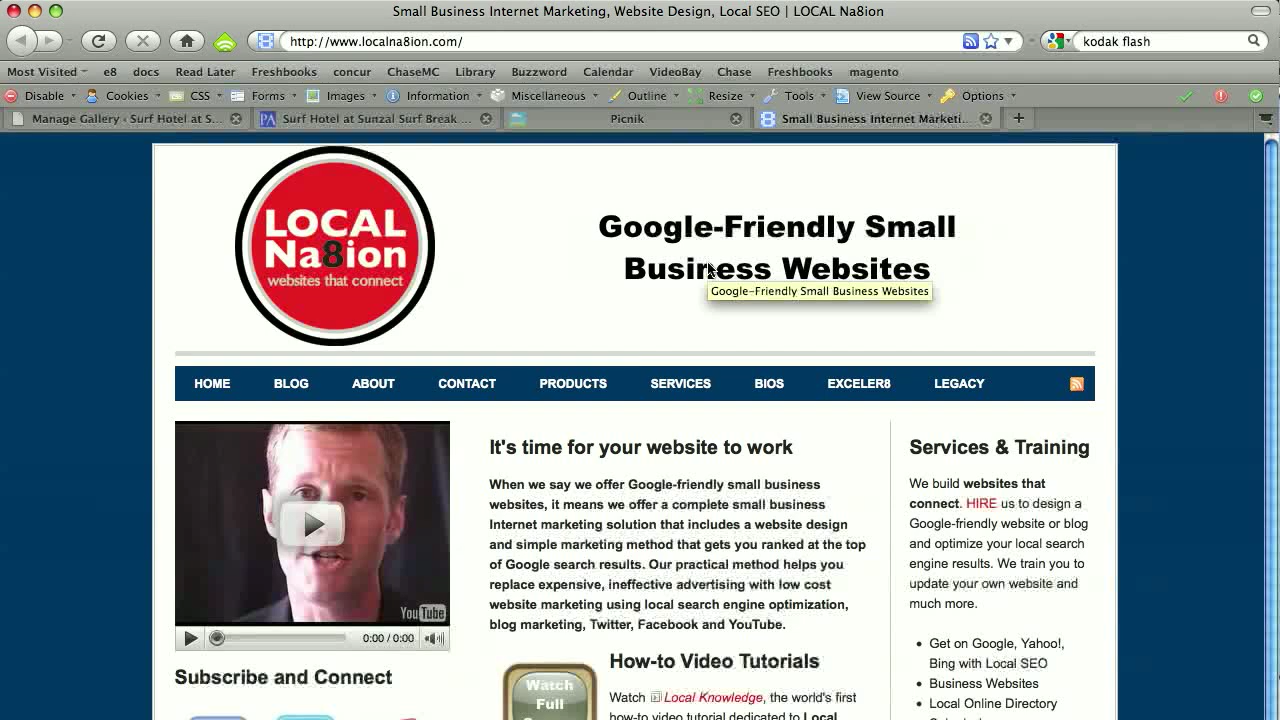 Small Business Internet Marketing, Website Design, Local SEO | LOCAL Na8ion
http://www.localna8ion.com/
kodak flash
Most Visited e8 docs Read Later Freshbooks concur ChaseMC Library Buzzword Calendar VideoBay Chase Freshbooks magento
Disable Cookies CSS Forms Images Information Miscellaneous Outline Resize Tools View Source Options
Manage Gallery ‹ Surf Hotel at S... PA Surf Hotel at Sunzal Surf Break ... Picnik Small Business Internet Marketi...
LOCAL
Na8ion
websites that connect
Google-Friendly Small
Business Websites
Google-Friendly Small Business Websites
HOME BLOG ABOUT CONTACT PRODUCTS SERVICES BIOS EXCELER8 LEGACY
YouTube
0:00 / 0:00
Subscribe and Connect
It's time for your website to work
When we say we offer Google-friendly small business
websites, it means we offer a complete small business
Internet marketing solution that includes a website design
and simple marketing method that gets you ranked at the top
of Google search results. Our practical method helps you
replace expensive, ineffective advertising with low cost
website marketing using local search engine optimization,
blog marketing, Twitter, Facebook and YouTube.
Watch
Full
How-to Video Tutorials
Watch Local Knowledge, the world's first
how-to video tutorial dedicated to Local
Services & Training
We build websites that
connect. HIRE us to design a
Google-friendly website or blog
and optimize your local search
engine results. We train you to
update your own website and
much more.
• Get on Google, Yahoo!,
Bing with Local SEO
• Business Websites
• Local Online Directory